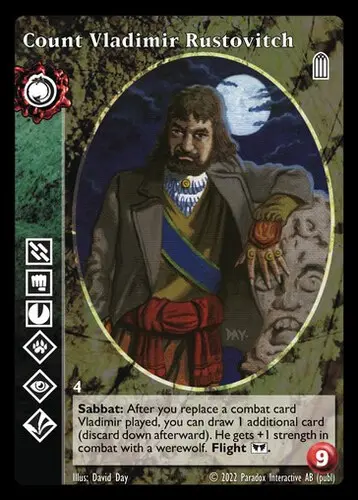 Count Vladimir Rustovitch
DAY.
4
Sabbat: After you replace a combat card
Vladimir played, you can draw 1 additional card
(discard down afterward). He gets +1 strength in
combat with a werewolf. Flight
9
Illus: David Day
© 2022 Paradox Interactive AB (publ)